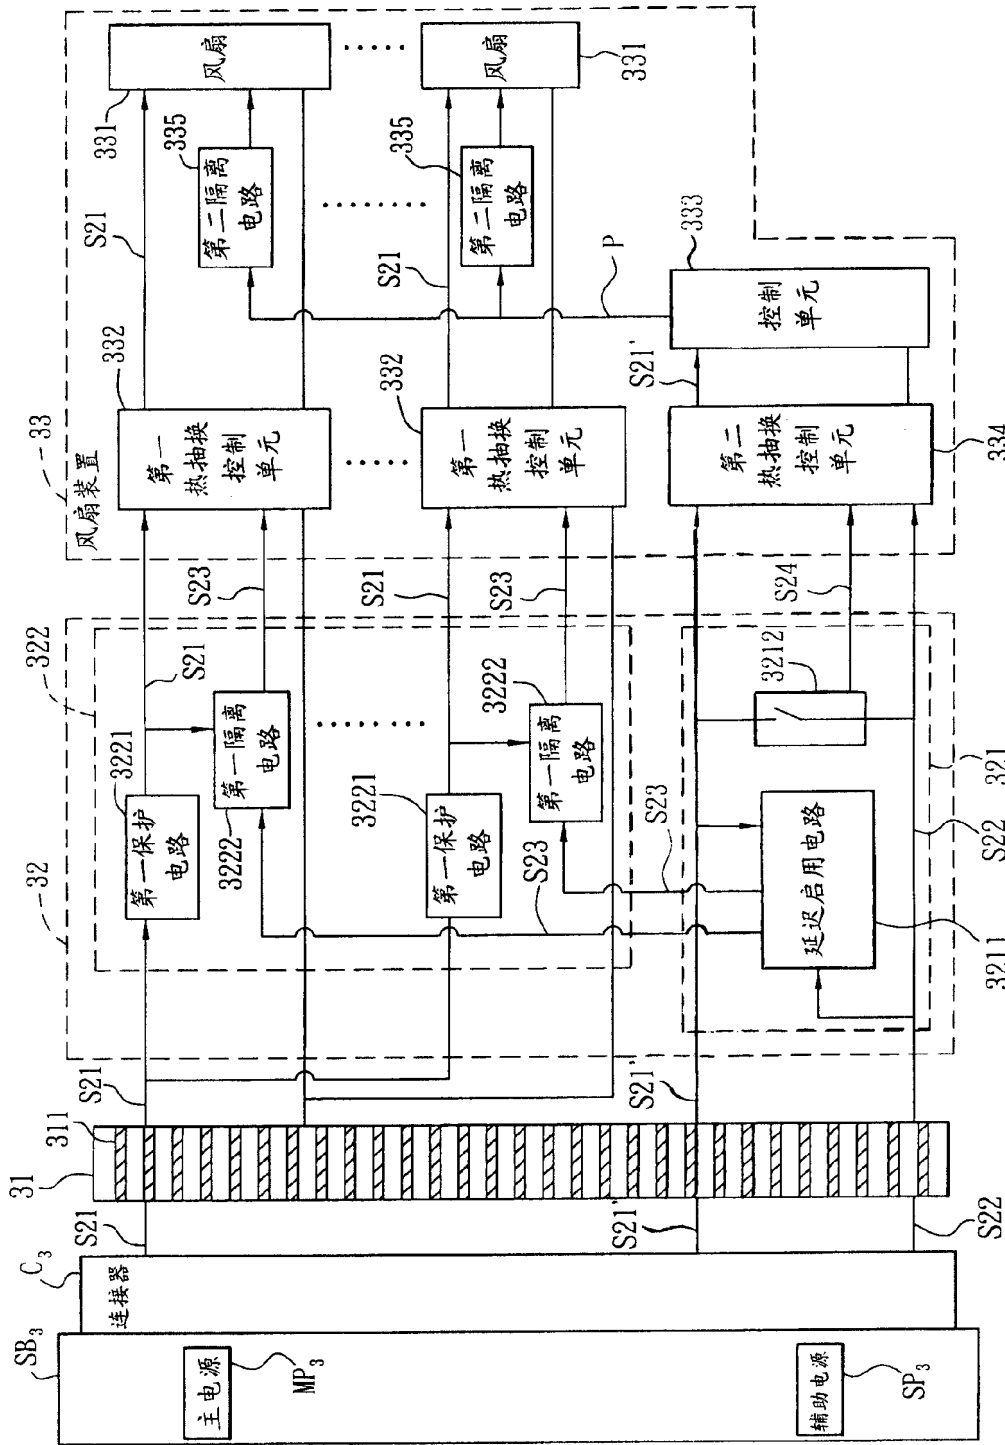 SB3
C3
主电源
MP3
辅助电源
SP3
连接器
S21
S21'
S22
31
311
S21
S21'
32
322
第一保护
电路
3221
S21
第一隔离
电路
3222
S23
第一保护
电路
3221
S21
第一隔离
电路
3222
S23
S23
S23
延迟启用电路
3211
3212
S24
S22
321
33
风扇装置
第一
热抽换
控制
单元
332
S21
第一
热抽换
控制
单元
332
S21
第二
热抽换
控制
单元
334
S21'
控制
单元
333
P
第二隔离
电路
335
第二隔离
电路
335
风扇
331
风扇
331